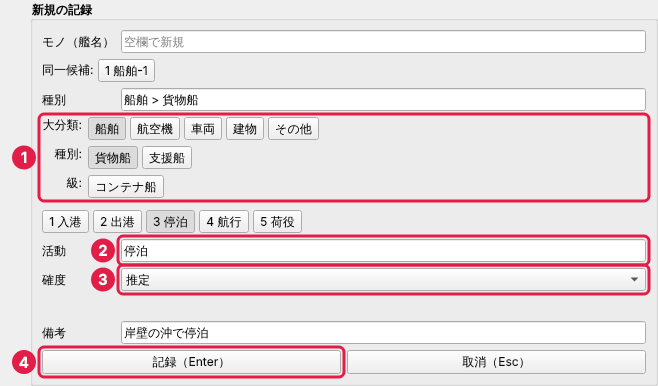 新規の記録
モノ（艦名） 空欄で新規
同一候補: 1 船舶-1
種別 船舶 > 貨物船
大分類: 船舶 航空機 車両 建物 その他
1 種別: 貨物船 支援船
級: コンテナ船
1 入港 2 出港 3 停泊 4 航行 5 荷役
活動 2 停泊
確度 3 推定
備考 岸壁の沖で停泊
4 記録（Enter） 取消（Esc）